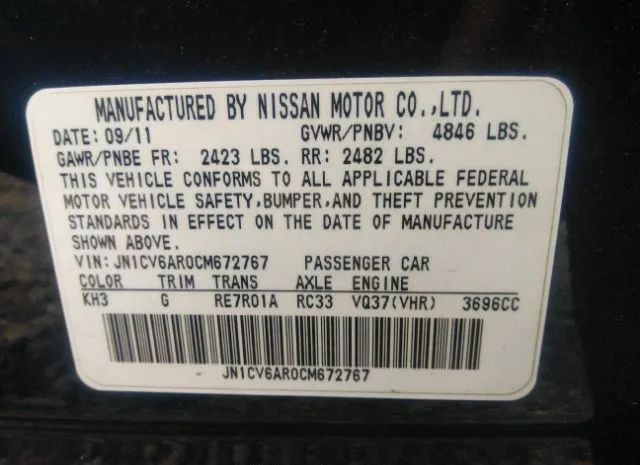 MANUFACTURED BY NISSAN MOTOR CO.,LTD.
DATE: 09/11 GVWR/PNBV: 4846 LBS.
GAWR/PNBE FR: 2423 LBS. RR: 2482 LBS.
THIS VEHICLE CONFORMS TO ALL APPLICABLE FEDERAL
MOTOR VEHICLE SAFETY,BUMPER,AND THEFT PREVENTION
STANDARDS IN EFFECT ON THE DATE OF MANUFACTURE
SHOWN ABOVE.
VIN: JN1CV6AR0CM672767 PASSENGER CAR
COLOR TRIM TRANS AXLE ENGINE
KH3 G RE7R01A RC33 VQ37(VHR) 3696CC
JN1CV6AR0CM672767